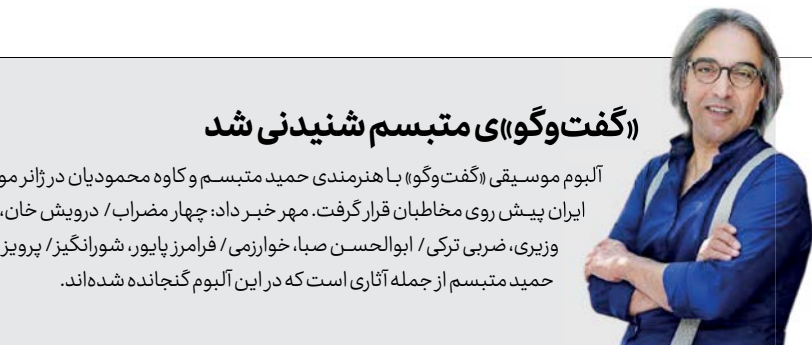 «گفت‌وگو»ی متبسم شنیدنی شد
آلبوم موسیقی «گفت‌وگو» با هنرمندی حمید متبسم و کاوه محمودیان در ژانر
ایران پیش روی مخاطبان قرار گرفت. مهر خبر داد: چهار مضراب/ درویش خان،
وزیری، ضربی ترکی/ ابوالحسن صبا، خوارزمی/ فرامرز پایور، شورانگیز/ پرویز
حمید متبسم از جمله آثاری است که در این آلبوم گنجانده شده‌اند.